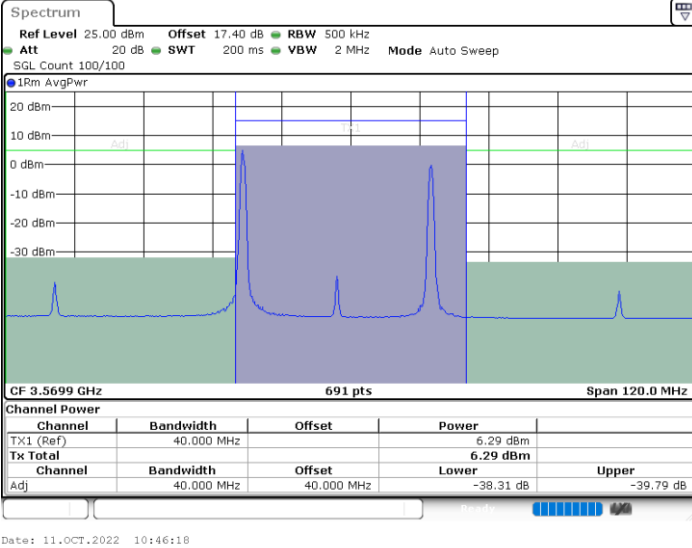 Spectrum
Ref Level 25.00 dBm Offset 17.40 dB RBW 500 kHz
Att 20 dB SWT 200 ms VBW 2 MHz Mode Auto Sweep
SGL Count 100/100
1Rm AvgPwr
20 dBm
TX1
10 dBm
Adj Adj
0 dBm
-10 dBm
-20 dBm
-30 dBm
CF 3.5699 GHz 691 pts Span 120.0 MHz
Channel Power
Channel Bandwidth Offset Power
TX1 (Ref) 40.000 MHz 6.29 dBm
Tx Total 6.29 dBm
Channel Bandwidth Offset Lower Upper
Adj 40.000 MHz 40.000 MHz -38.31 dB -39.79 dB
Ready
Date: 11.OCT.2022 10:46:18